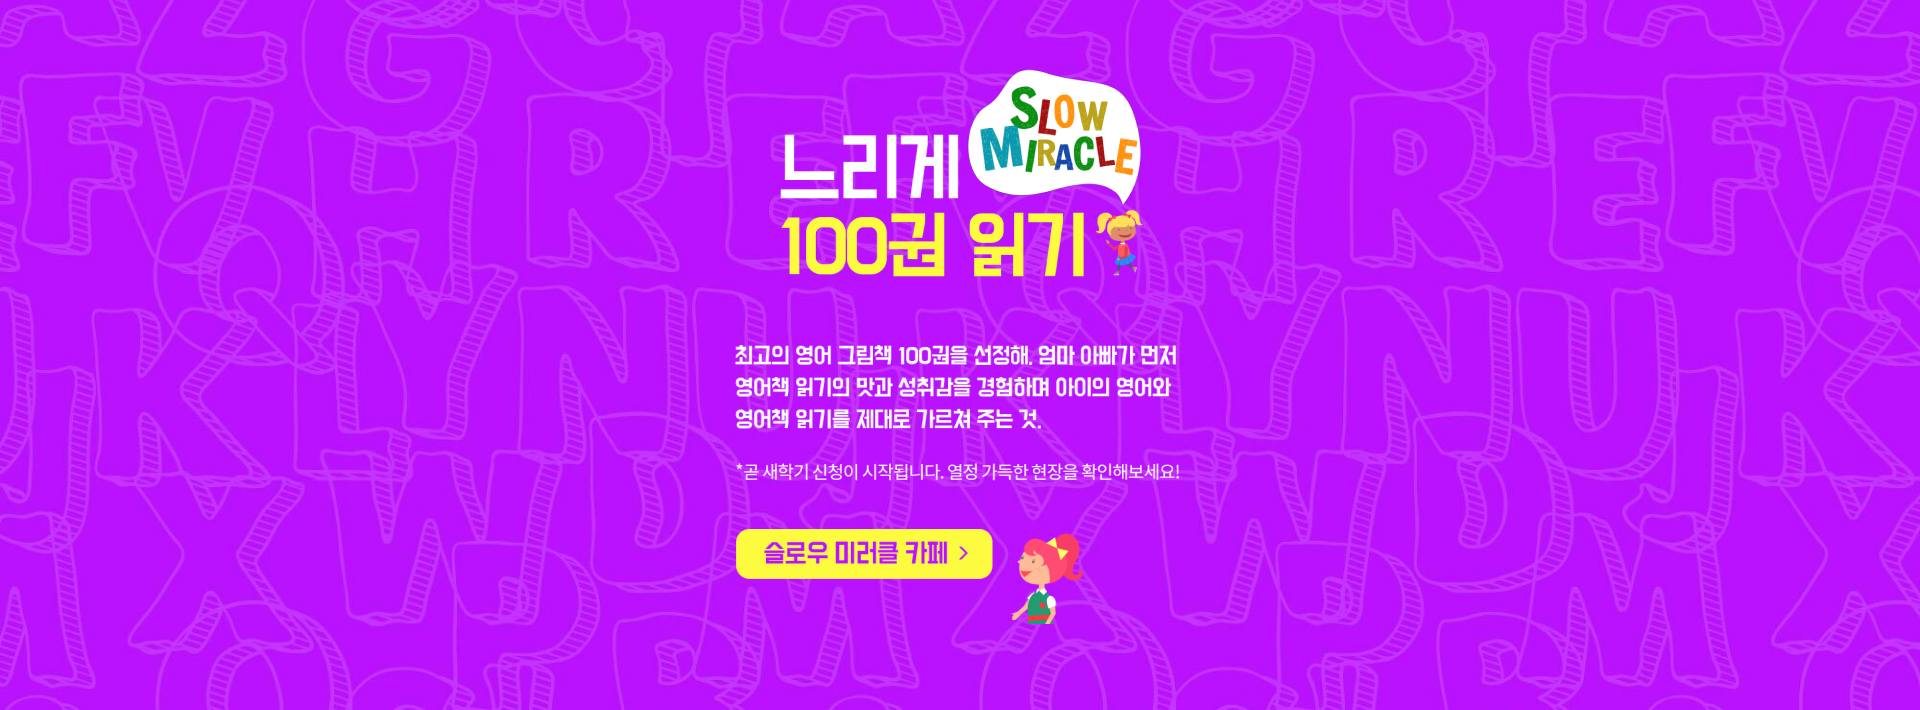 SLOW
MIRACLE
느리게
100권 읽기
최고의 영어 그림책 100권을 선정해, 엄마 아빠가 먼저
영어책 읽기의 맛과 성취감을 경험하며 아이의 영어와
영어책 읽기를 제대로 가르쳐 주는 것.
*곧 새학기 신청이 시작됩니다. 열정 가득한 현장을 확인해보세요!
슬로우 미러클 카페 >